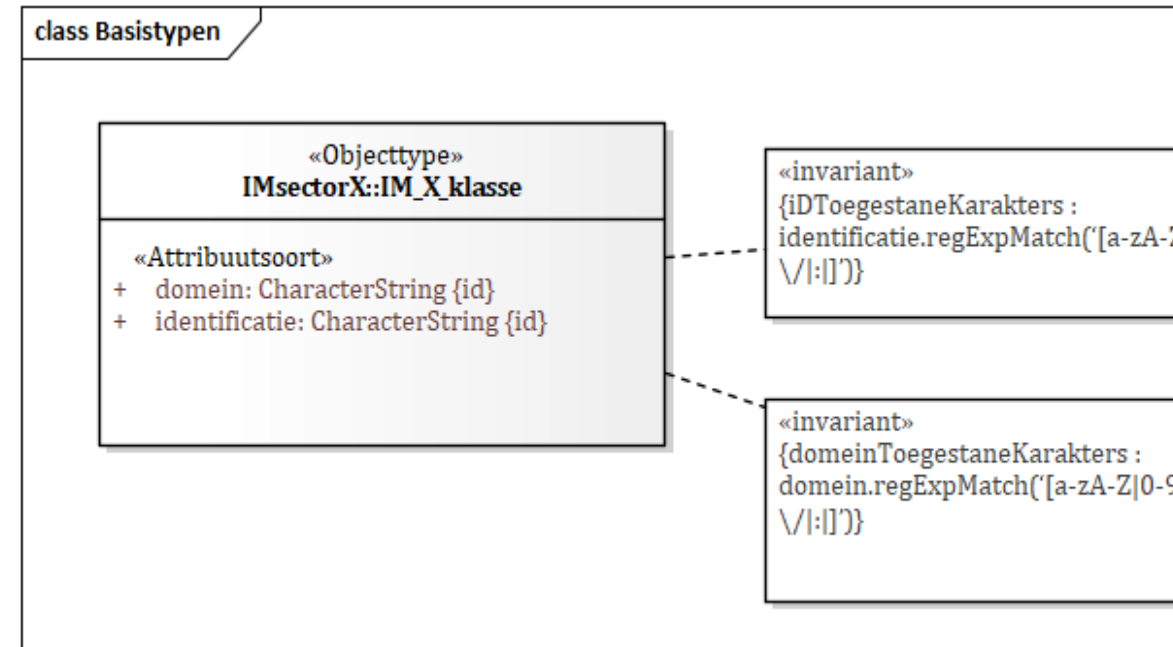 class Basistypen
«Objecttype»
IMsectorX::IM_X_klasse
«Attribuutsoort»
+ domein: CharacterString {id}
+ identificatie: CharacterString {id}
«invariant»
{iDToegestaneKarakters :
identificatie.regExpMatch(‘[a-zA-Z
\/|:|]’)}
«invariant»
{domeinToegestaneKarakters :
domein.regExpMatch(‘[a-zA-Z|0-9
\/|:|]’)}